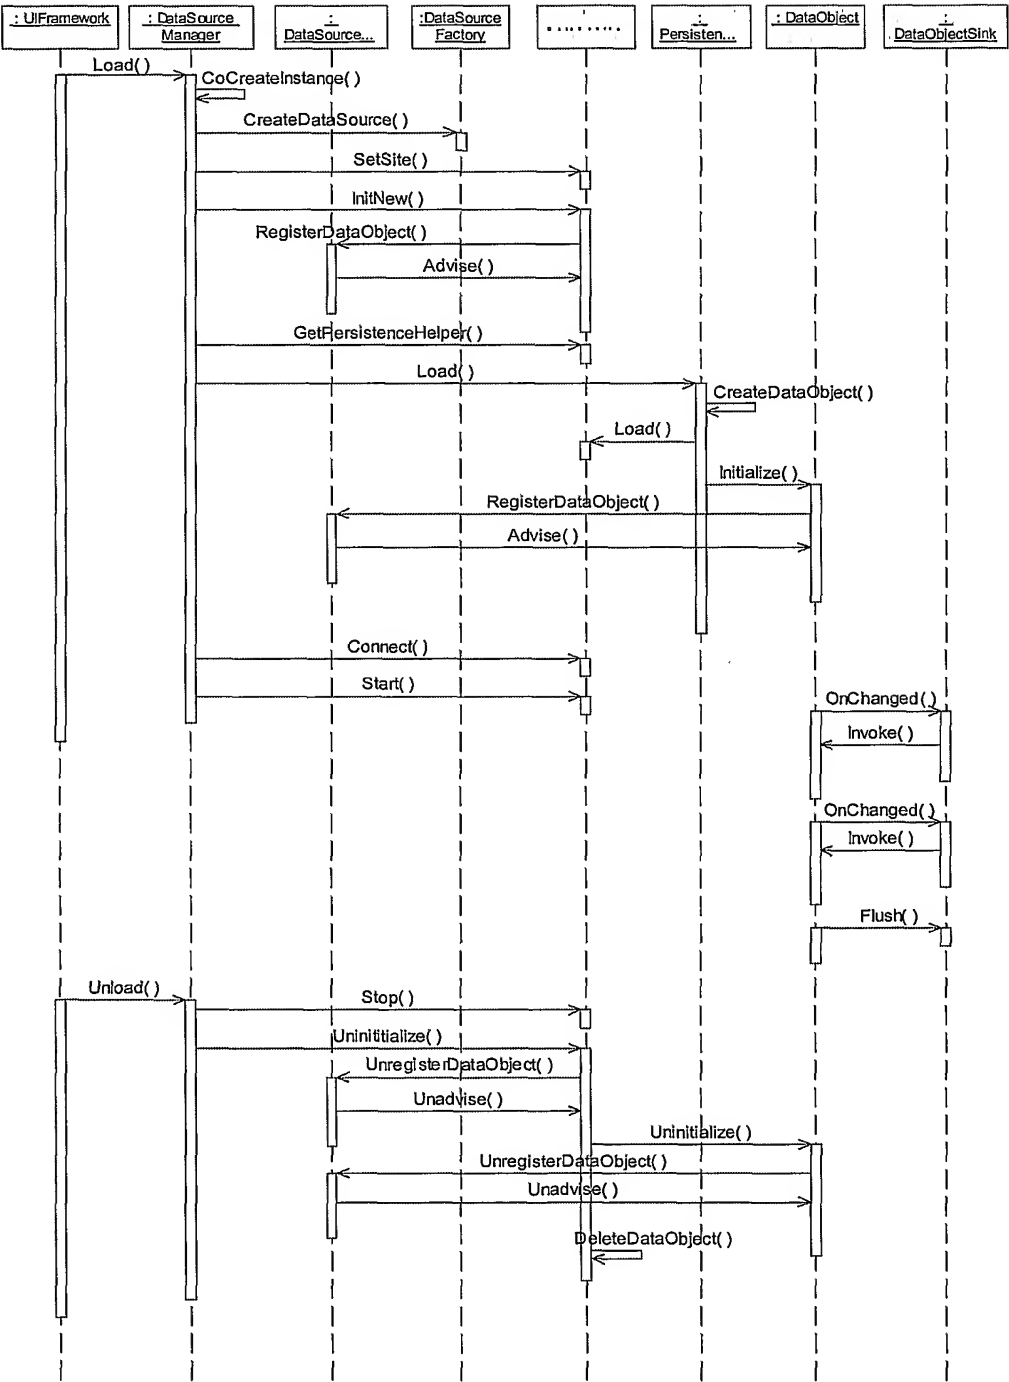 : UIFramework
: DataSource
Manager
:
DataSource...
:DataSource
Factory
:
Persisten...
: DataObject
:
DataObjectSink
Load( )
CoCreateInstance( )
CreateDataSource( )
SetSite( )
InitNew( )
RegisterDataObject( )
Advise( )
GetPersistenceHelper( )
Load( )
CreateDataObject( )
Load( )
Initialize( )
RegisterDataObject( )
Advise( )
Connect( )
Start( )
OnChanged( )
Invoke( )
OnChanged( )
Invoke( )
Flush( )
Unload( )
Stop( )
Uninititialize( )
UnregisterDataObject( )
Unadvise( )
Uninitialize( )
UnregisterDataObject( )
Unadvise( )
DeleteDataObject( )